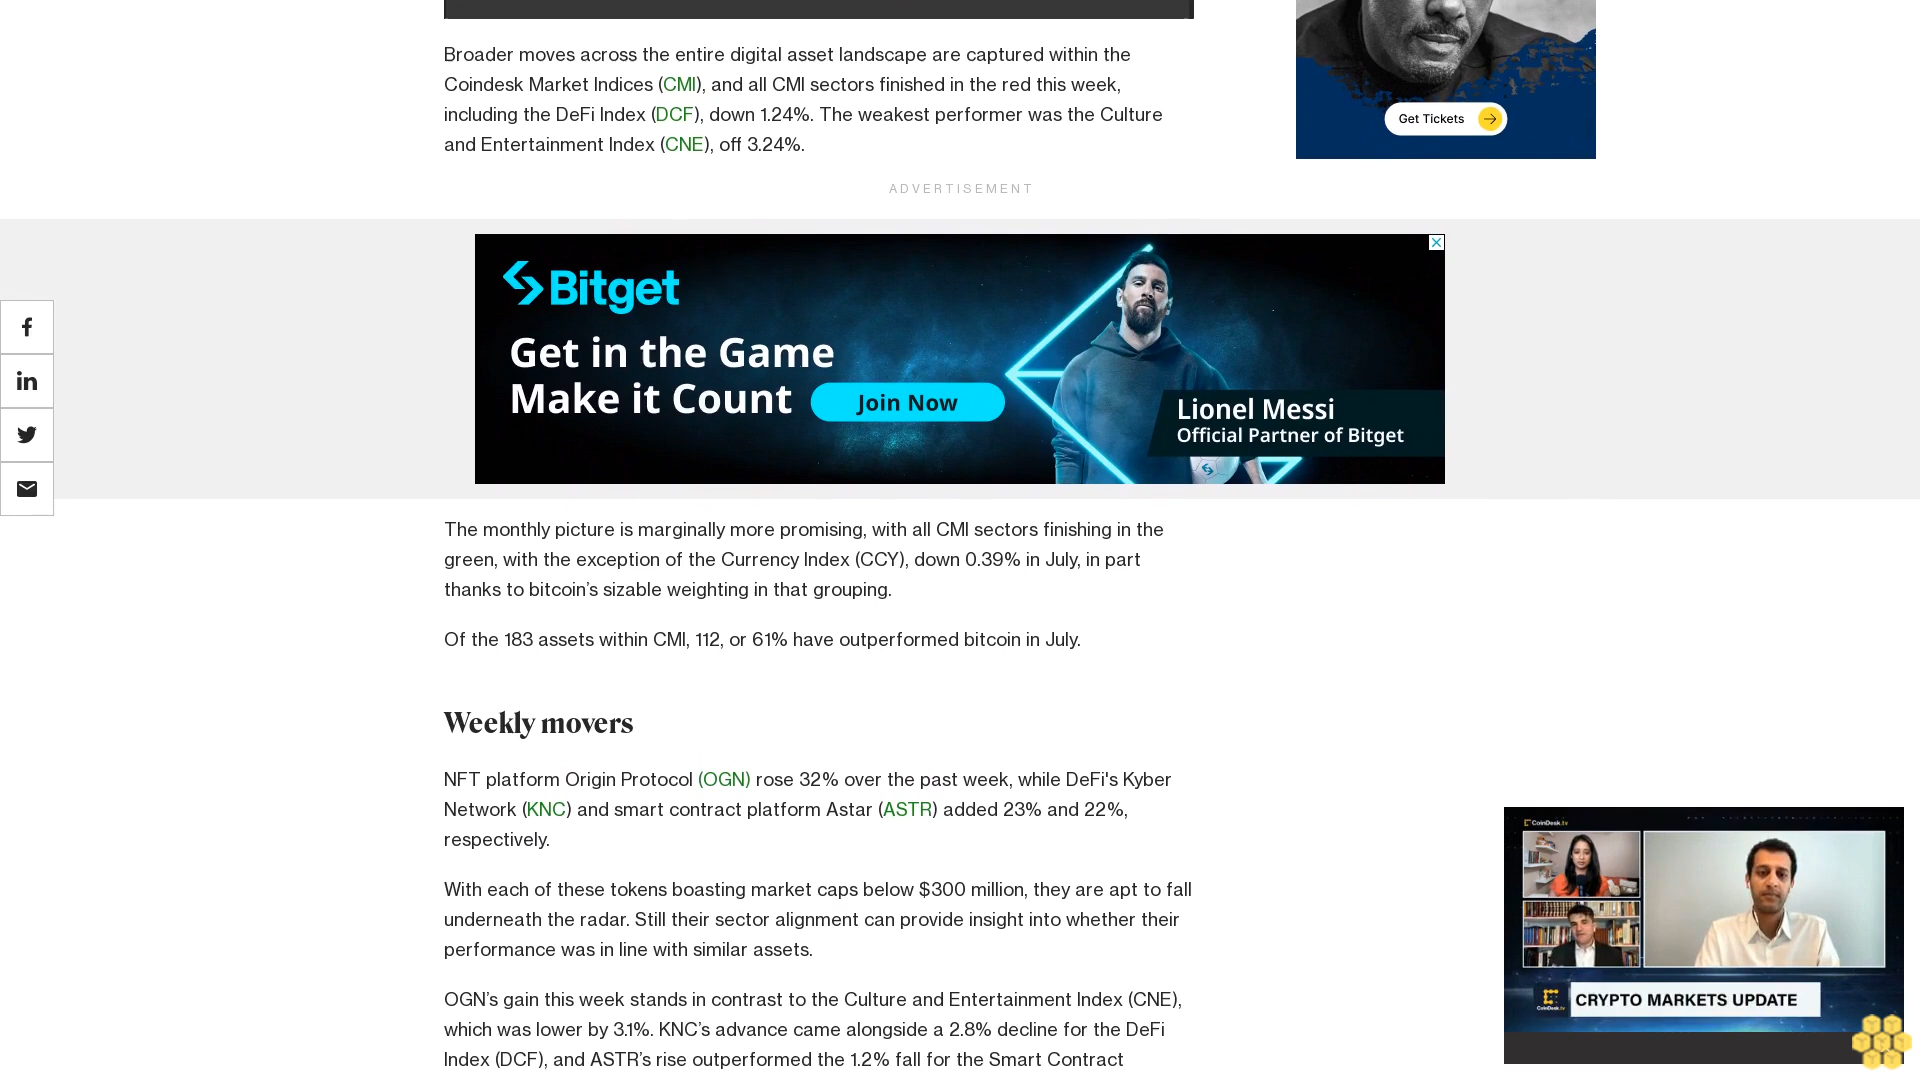 Broader moves across the entire digital asset landscape are captured within the
Coindesk Market Indices (CMI), and all CMI sectors finished in the red this week,
including the DeFi Index (DCF), down 1.24%. The weakest performer was the Culture
and Entertainment Index (CNE), off 3.24%.
Get Tickets
ADVERTISEMENT
Bitget
Get in the Game
Make it Count
Join Now
Lionel Messi
Official Partner of Bitget
The monthly picture is marginally more promising, with all CMI sectors finishing in the
green, with the exception of the Currency Index (CCY), down 0.39% in July, in part
thanks to bitcoin’s sizable weighting in that grouping.
Of the 183 assets within CMI, 112, or 61% have outperformed bitcoin in July.
Weekly movers
NFT platform Origin Protocol (OGN) rose 32% over the past week, while DeFi's Kyber
Network (KNC) and smart contract platform Astar (ASTR) added 23% and 22%,
respectively.
With each of these tokens boasting market caps below $300 million, they are apt to fall
underneath the radar. Still their sector alignment can provide insight into whether their
performance was in line with similar assets.
OGN’s gain this week stands in contrast to the Culture and Entertainment Index (CNE),
which was lower by 3.1%. KNC’s advance came alongside a 2.8% decline for the DeFi
Index (DCF), and ASTR’s rise outperformed the 1.2% fall for the Smart Contract
CoinDesk.tv
CoinDesk.tv
CRYPTO MARKETS UPDATE